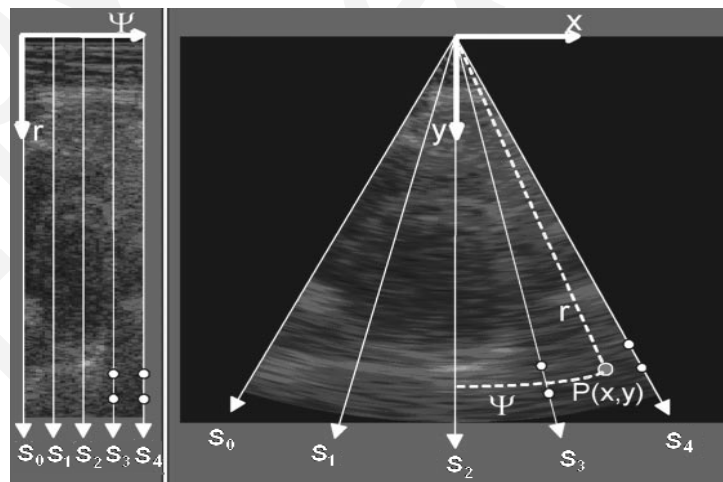 Ψ
r
S0 S1 S2 S3 S4
x
y
r
P(x,y)
Ψ
S0
S1
S2
S3
S4